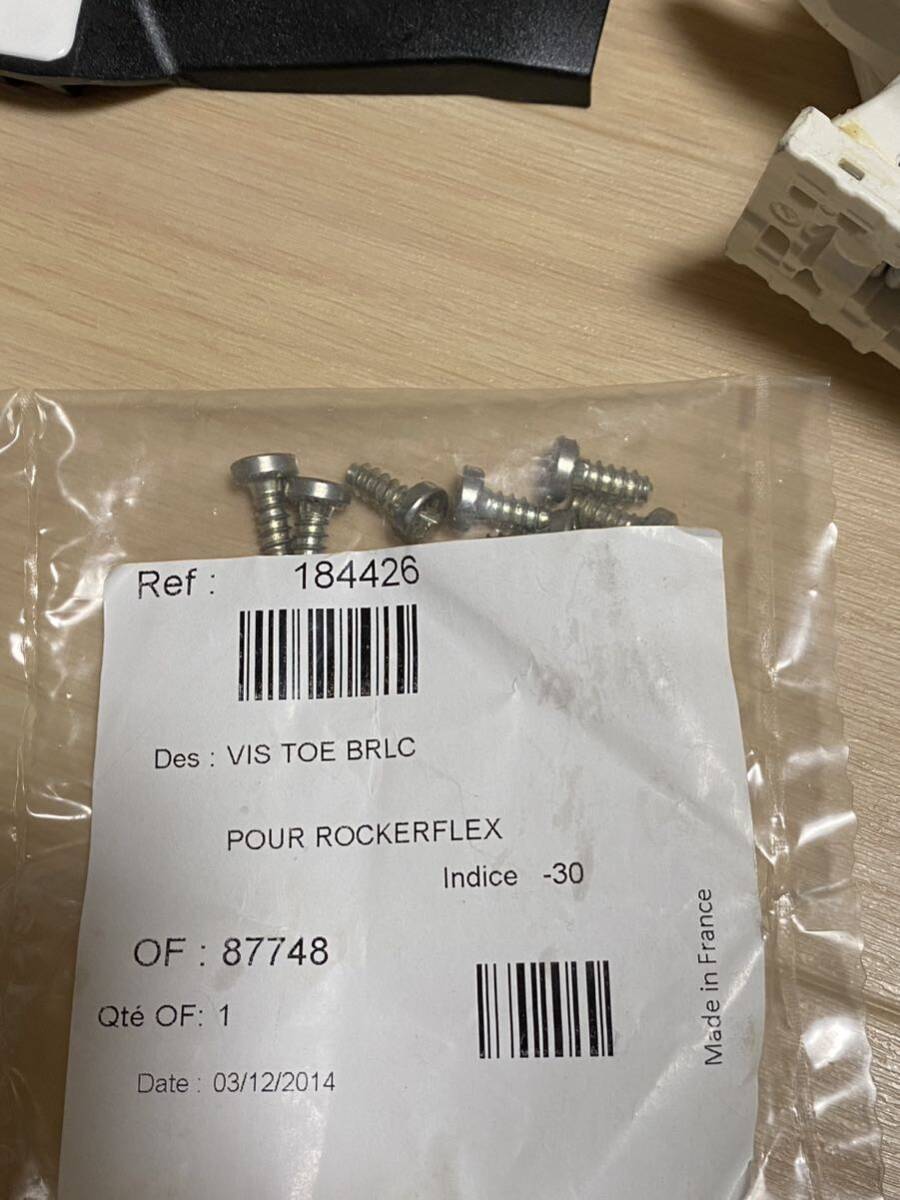 Ref : 184426
Des : VIS TOE BRLC
POUR ROCKERFLEX
Indice -30
OF : 87748
Qté OF: 1
Date : 03/12/2014
Made in France